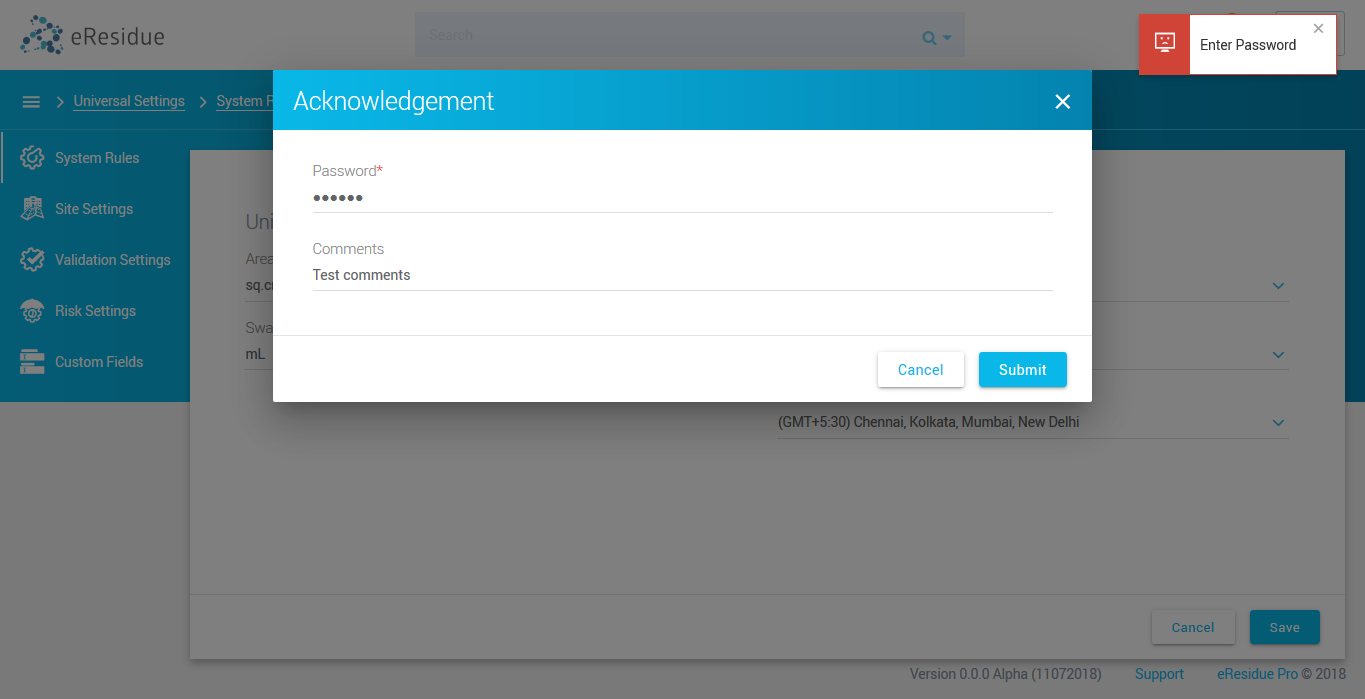 eResidue
Search
Enter Password
Universal Settings
System R
Acknowledgement
System Rules
Site Settings
Validation Settings
Risk Settings
Custom Fields
Password*
••••••
Comments
Test comments
Cancel
Submit
Uni
Area
sq.c
Swa
mL
(GMT+5:30) Chennai, Kolkata, Mumbai, New Delhi
Cancel
Save
Version 0.0.0 Alpha (11072018)
Support
eResidue Pro © 2018